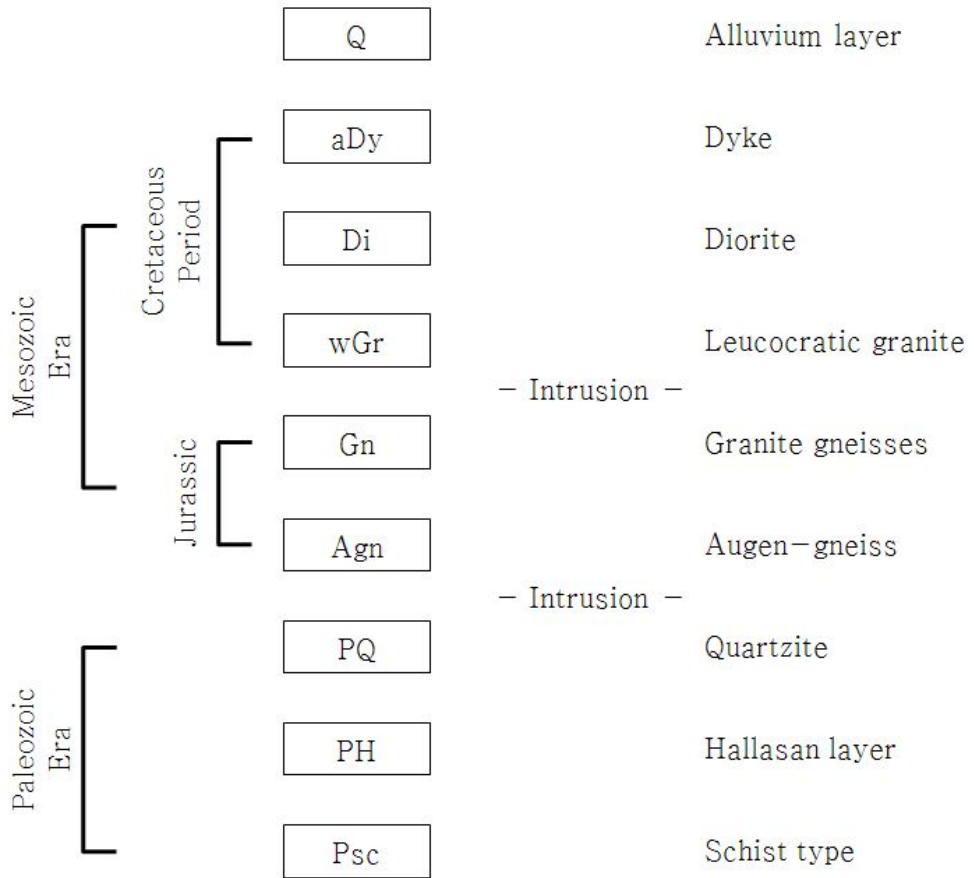 Q Alluvium layer
aDy Dyke
Cretaceous
Period
Di Diorite
Mesozoic
Era
wGr Leucocratic granite
- Intrusion -
Jurassic
Gn Granite gneisses
Agn Augen-gneiss
- Intrusion -
Paleozoic
Era
PQ Quartzite
PH Hallasan layer
Psc Schist type